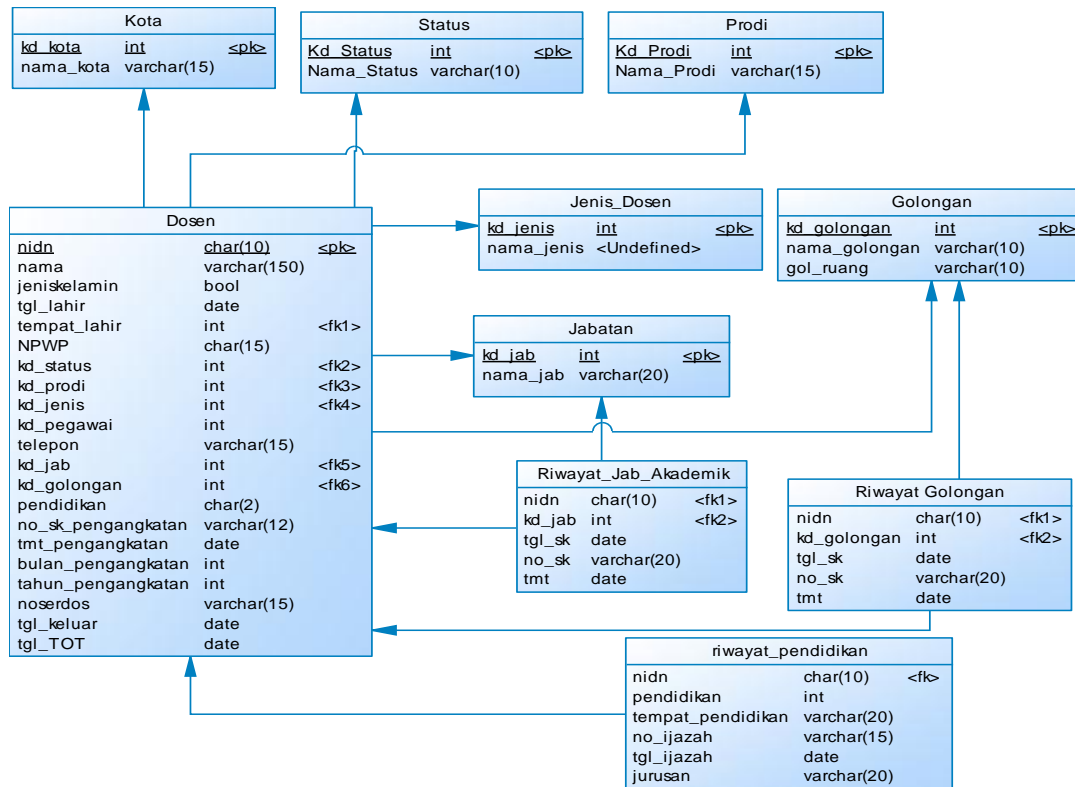 Kota
kd_kota int <pk>
nama_kota varchar(15)
Status
Kd_Status int <pk>
Nama_Status varchar(10)
Prodi
Kd_Prodi int <pk>
Nama_Prodi varchar(15)
Dosen
nidn char(10) <pk>
nama varchar(150)
jeniskelamin bool
tgl_lahir date
tempat_lahir int <fk1>
NPWP char(15)
kd_status int <fk2>
kd_prodi int <fk3>
kd_jenis int <fk4>
kd_pegawai int
telepon varchar(15)
kd_jab int <fk5>
kd_golongan int <fk6>
pendidikan char(2)
no_sk_pengangkatan varchar(12)
tmt_pengangkatan date
bulan_pengangkatan int
tahun_pengangkatan int
noserdos varchar(15)
tgl_keluar date
tgl_TOT date
Jenis_Dosen
kd_jenis int <pk>
nama_jenis <Undefined>
Golongan
kd_golongan int <pk>
nama_golongan varchar(10)
gol_ruang varchar(10)
Jabatan
kd_jab int <pk>
nama_jab varchar(20)
Riwayat_Jab_Akademik
nidn char(10) <fk1>
kd_jab int <fk2>
tgl_sk date
no_sk varchar(20)
tmt date
Riwayat Golongan
nidn char(10) <fk1>
kd_golongan int <fk2>
tgl_sk date
no_sk varchar(20)
tmt date
riwayat_pendidikan
nidn char(10) <fk>
pendidikan int
tempat_pendidikan varchar(20)
no_ijazah varchar(15)
tgl_ijazah date
jurusan varchar(20)